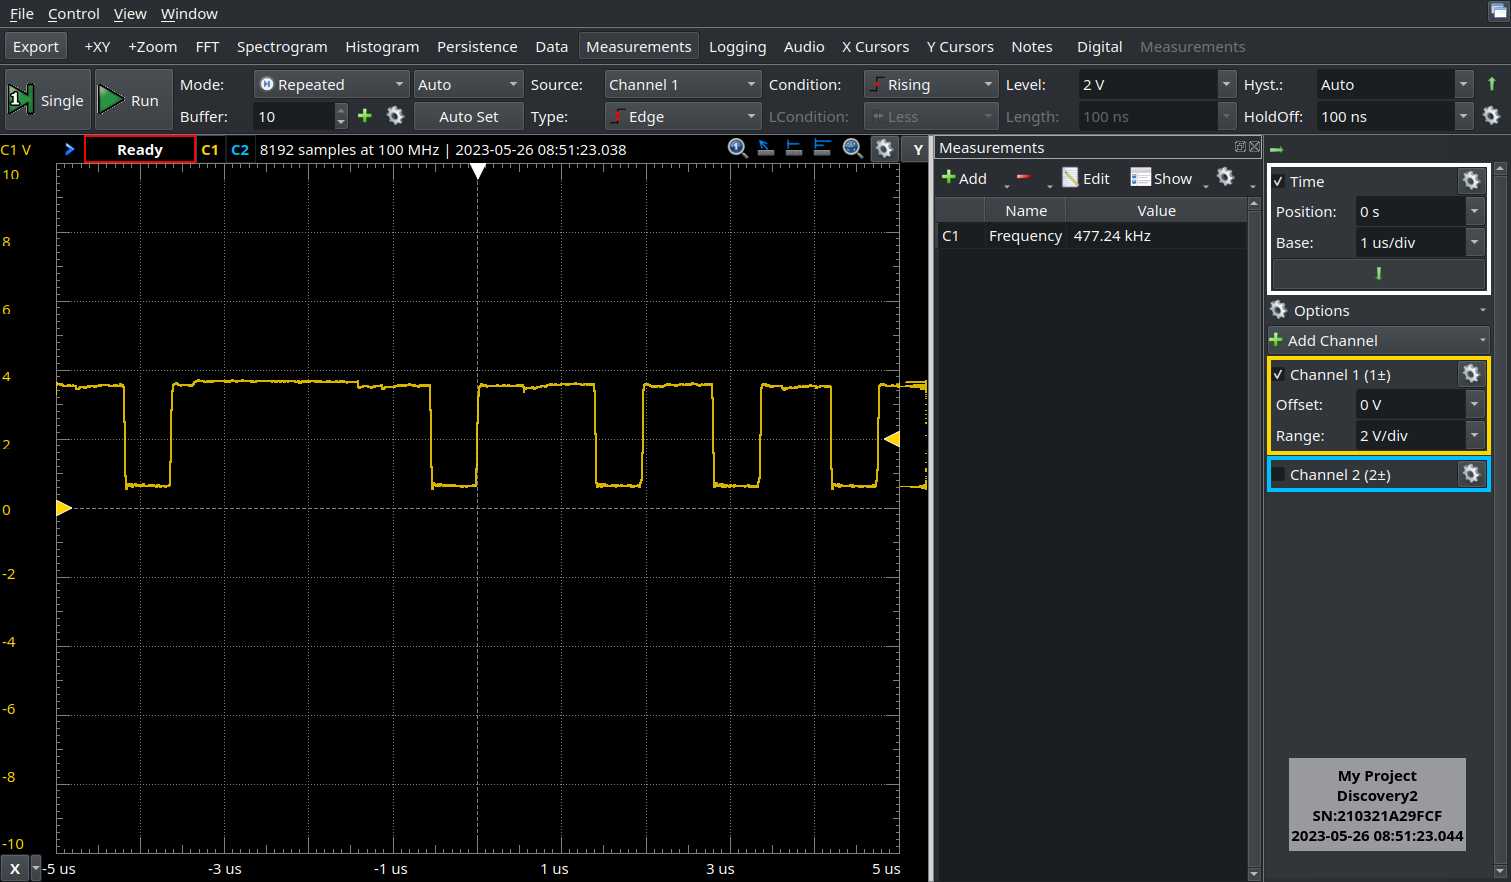 File Control View Window
Export +XY +Zoom FFT Spectrogram Histogram Persistence Data Measurements Logging Audio X Cursors Y Cursors Notes Digital Measurements
1 Single Run Mode: Repeated Auto Source: Channel 1 Condition: Rising Level: 2 V Hyst.: Auto
Buffer: 10 Auto Set Type: Edge LCondition: Less Length: 100 ns HoldOff: 100 ns
C1 V Ready C1 C2 8192 samples at 100 MHz | 2023-05-26 08:51:23.038 Y
10
8
6
4
2
0
-2
-4
-6
-8
-10
X -5 us -3 us -1 us 1 us 3 us 5 us
Measurements
Add Edit Show
Name Value
C1 Frequency 477.24 kHz
Time
Position: 0 s
Base: 1 us/div
Options
Add Channel
Channel 1 (1±)
Offset: 0 V
Range: 2 V/div
Channel 2 (2±)
My Project
Discovery2
SN:210321A29FCF
2023-05-26 08:51:23.044